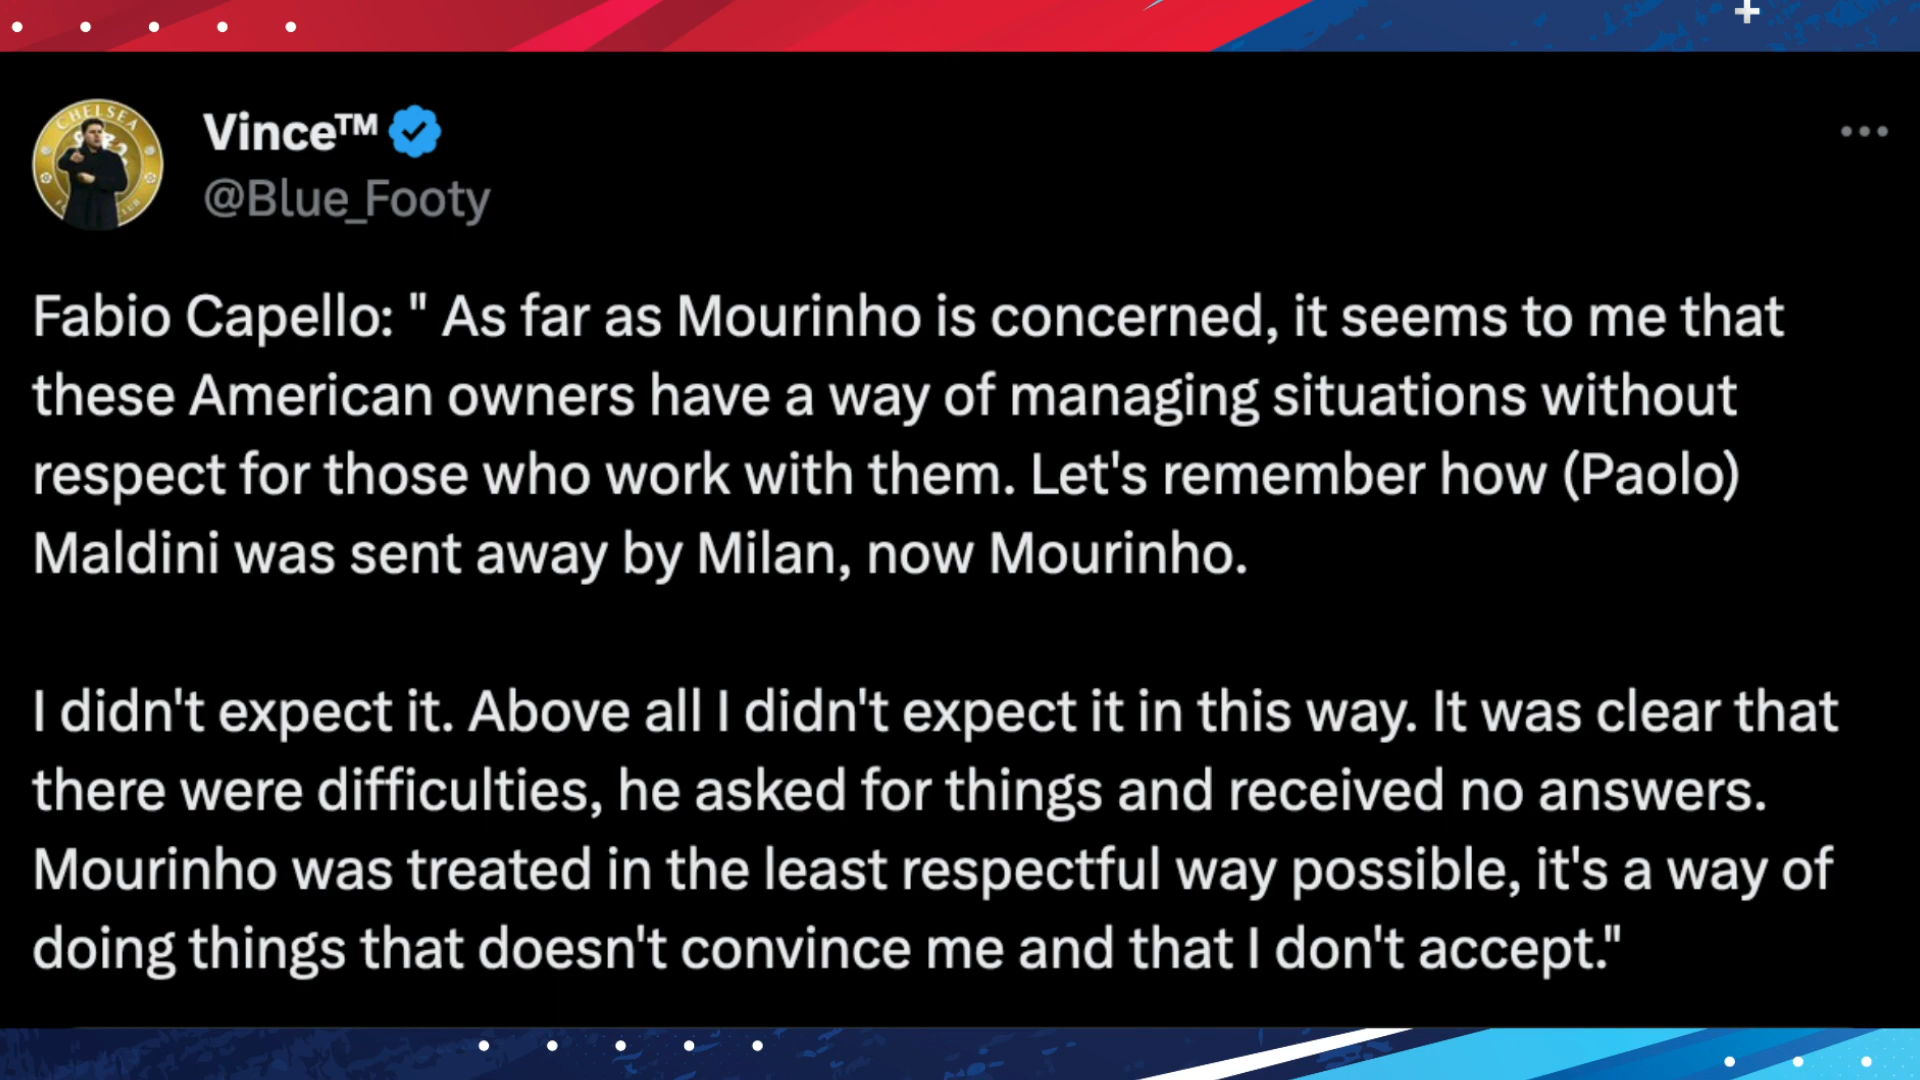 CHELSEA
Vince™
@Blue_Footy
Fabio Capello: " As far as Mourinho is concerned, it seems to me that
these American owners have a way of managing situations without
respect for those who work with them. Let's remember how (Paolo)
Maldini was sent away by Milan, now Mourinho.
I didn't expect it. Above all I didn't expect it in this way. It was clear that
there were difficulties, he asked for things and received no answers.
Mourinho was treated in the least respectful way possible, it's a way of
doing things that doesn't convince me and that I don't accept."